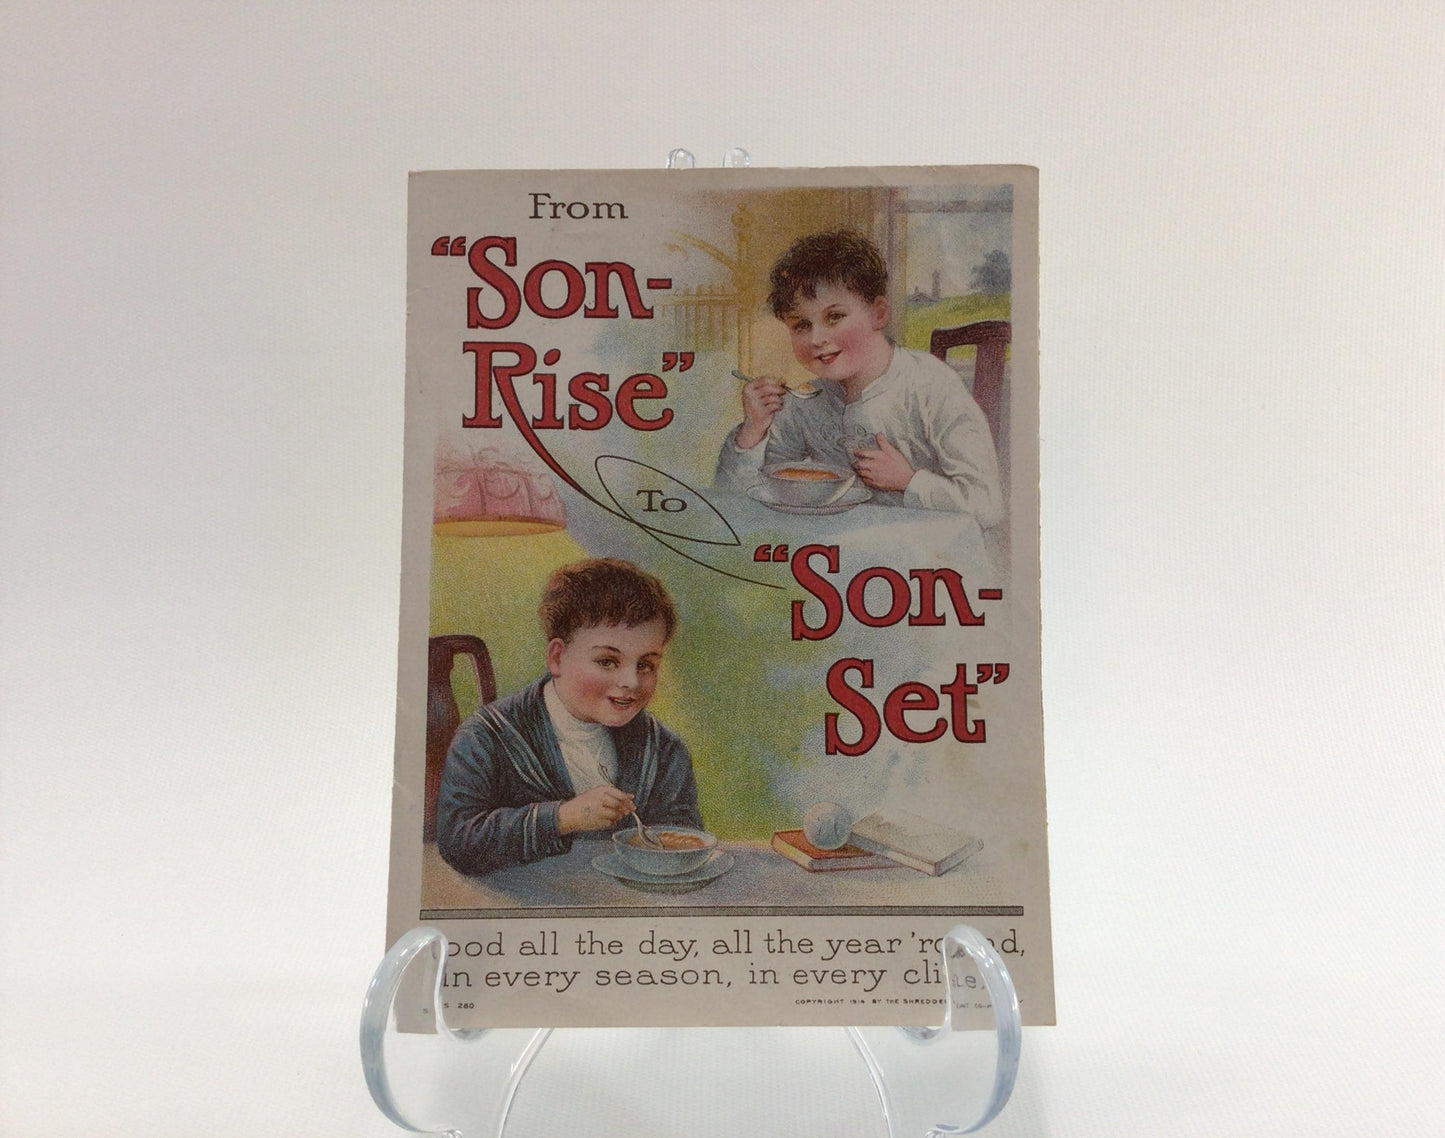 From
“Son-
Rise”
To
“Son-
Set”
all the day, all the year
in every season, in every
280
COPYRIGHT 1914 BY THE